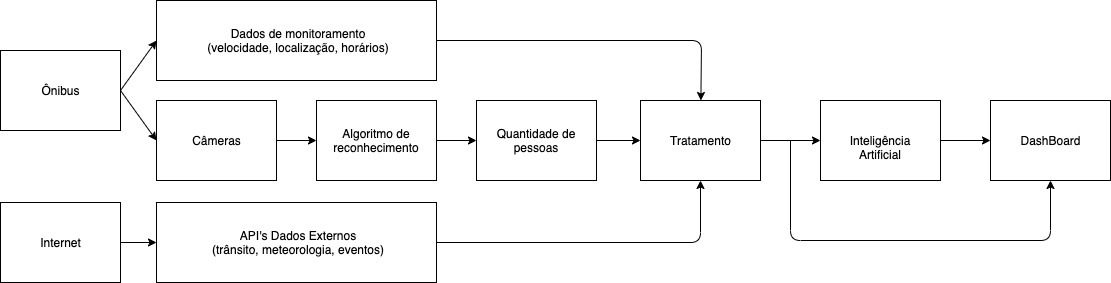 Dados de monitoramento
(velocidade, localização, horários)
Ônibus
Câmeras
Algoritmo de
reconhecimento
Quantidade de
pessoas
Tratamento
Inteligência
Artificial
DashBoard
Internet
API's Dados Externos
(trânsito, meteorologia, eventos)